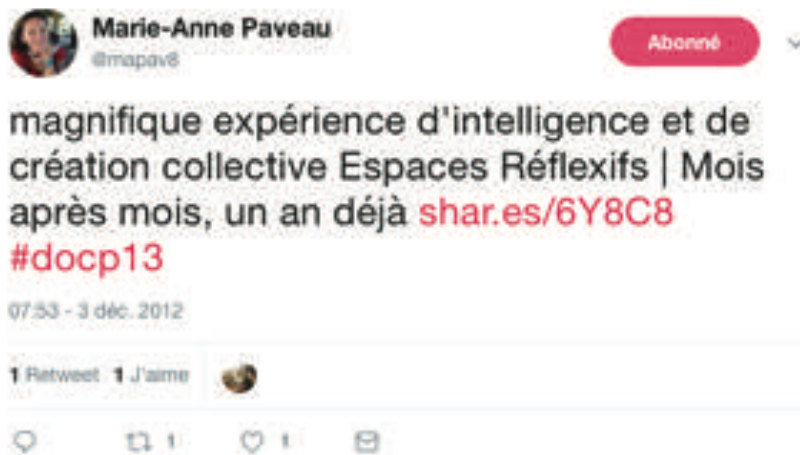 Marie-Anne Paveau
@mapav8
Abonné
magnifique expérience d'intelligence et de
création collective Espaces Réflexifs | Mois
après mois, un an déjà shar.es/6Y8C8
#docp13
07:53 - 3 déc. 2012
1 Retweet 1 J'aime
1 1